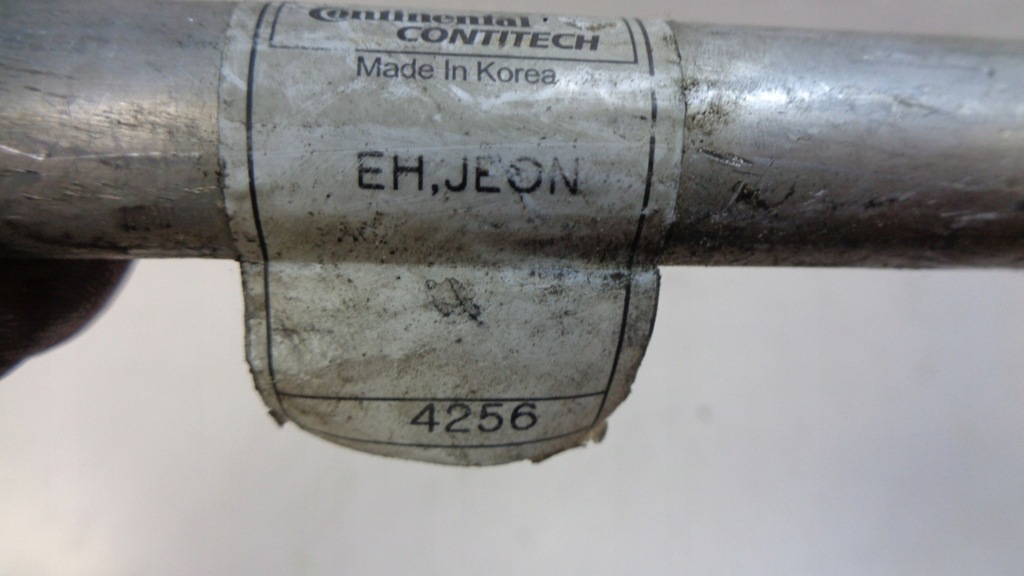 Continental
CONTITECH
Made In Korea
EH,JEON
4256